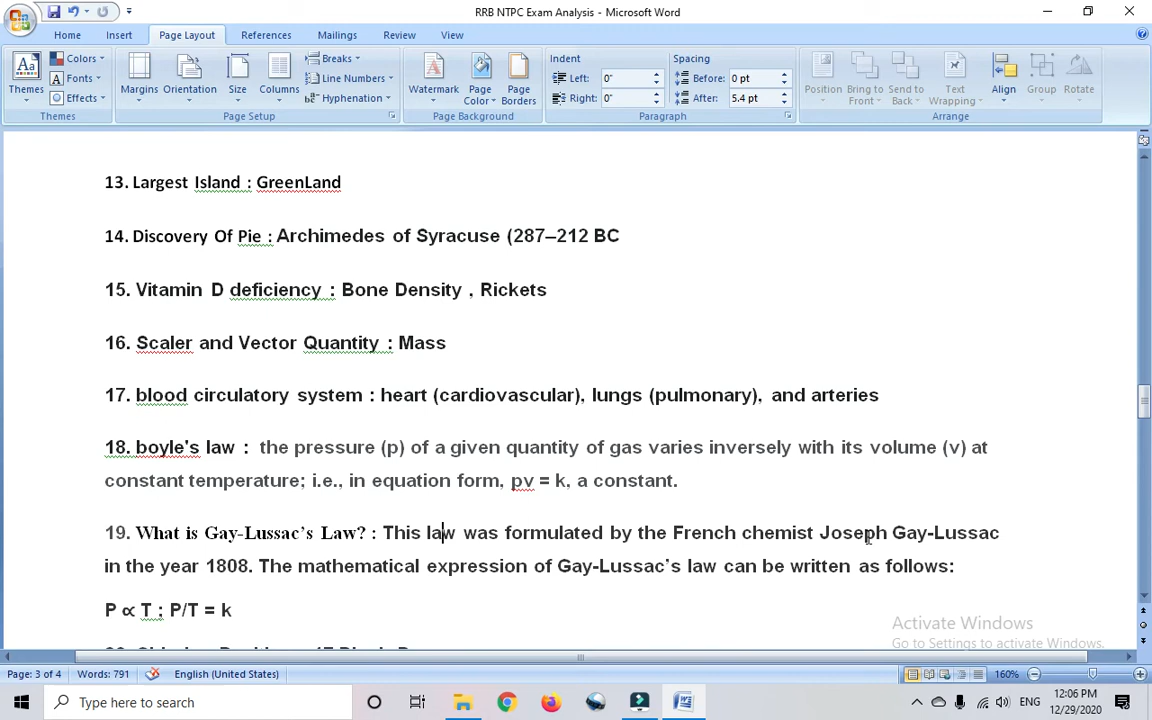 RRB NTPC Exam Analysis - Microsoft Word
Home Insert Page Layout References Mailings Review View
Themes Colors Fonts Effects Margins Orientation Size Columns Breaks Line Numbers Hyphenation Watermark Page Color Page Borders Indent Left: 0" Right: 0" Spacing Before: 0 pt After: 5.4 pt Position Bring to Front Send to Back Text Wrapping Align Group Rotate
Themes Page Setup Page Background Paragraph Arrange
13. Largest Island : GreenLand
14. Discovery Of Pie : Archimedes of Syracuse (287–212 BC
15. Vitamin D deficiency : Bone Density , Rickets
16. Scaler and Vector Quantity : Mass
17. blood circulatory system : heart (cardiovascular), lungs (pulmonary), and arteries
18. boyle's law : the pressure (p) of a given quantity of gas varies inversely with its volume (v) at
constant temperature; i.e., in equation form, pv = k, a constant.
19. What is Gay-Lussac's Law? : This law was formulated by the French chemist Joseph Gay-Lussac
in the year 1808. The mathematical expression of Gay-Lussac's law can be written as follows:
P ∝ T ; P/T = k
Activate Windows
Go to Settings to activate Windows.
Page: 3 of 4 Words: 791 English (United States) 160%
Type here to search ENG 12:06 PM
12/29/2020